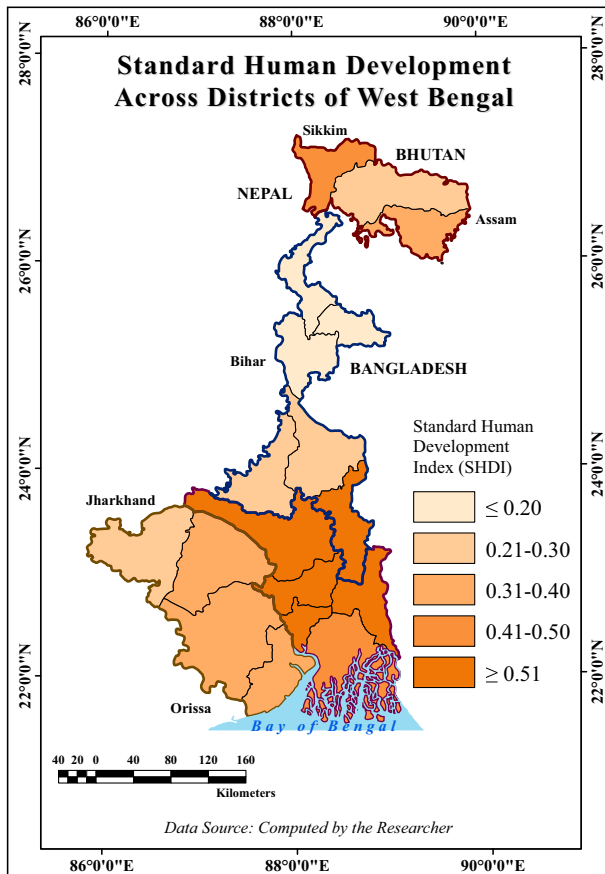 86°0'0"E 88°0'0"E 90°0'0"E
28°0'0"N 28°0'0"N
Standard Human Development
Across Districts of West Bengal
Sikkim
BHUTAN
NEPAL
Assam
26°0'0"N 26°0'0"N
Bihar
BANGLADESH
Standard Human
Development
Index (SHDI)
24°0'0"N 24°0'0"N
Jharkhand
≤ 0.20
0.21-0.30
0.31-0.40
0.41-0.50
≥ 0.51
22°0'0"N 22°0'0"N
Orissa
Bay of Bengal
40 20 0 40 80 120 160
Kilometers
Data Source: Computed by the Researcher
86°0'0"E 88°0'0"E 90°0'0"E